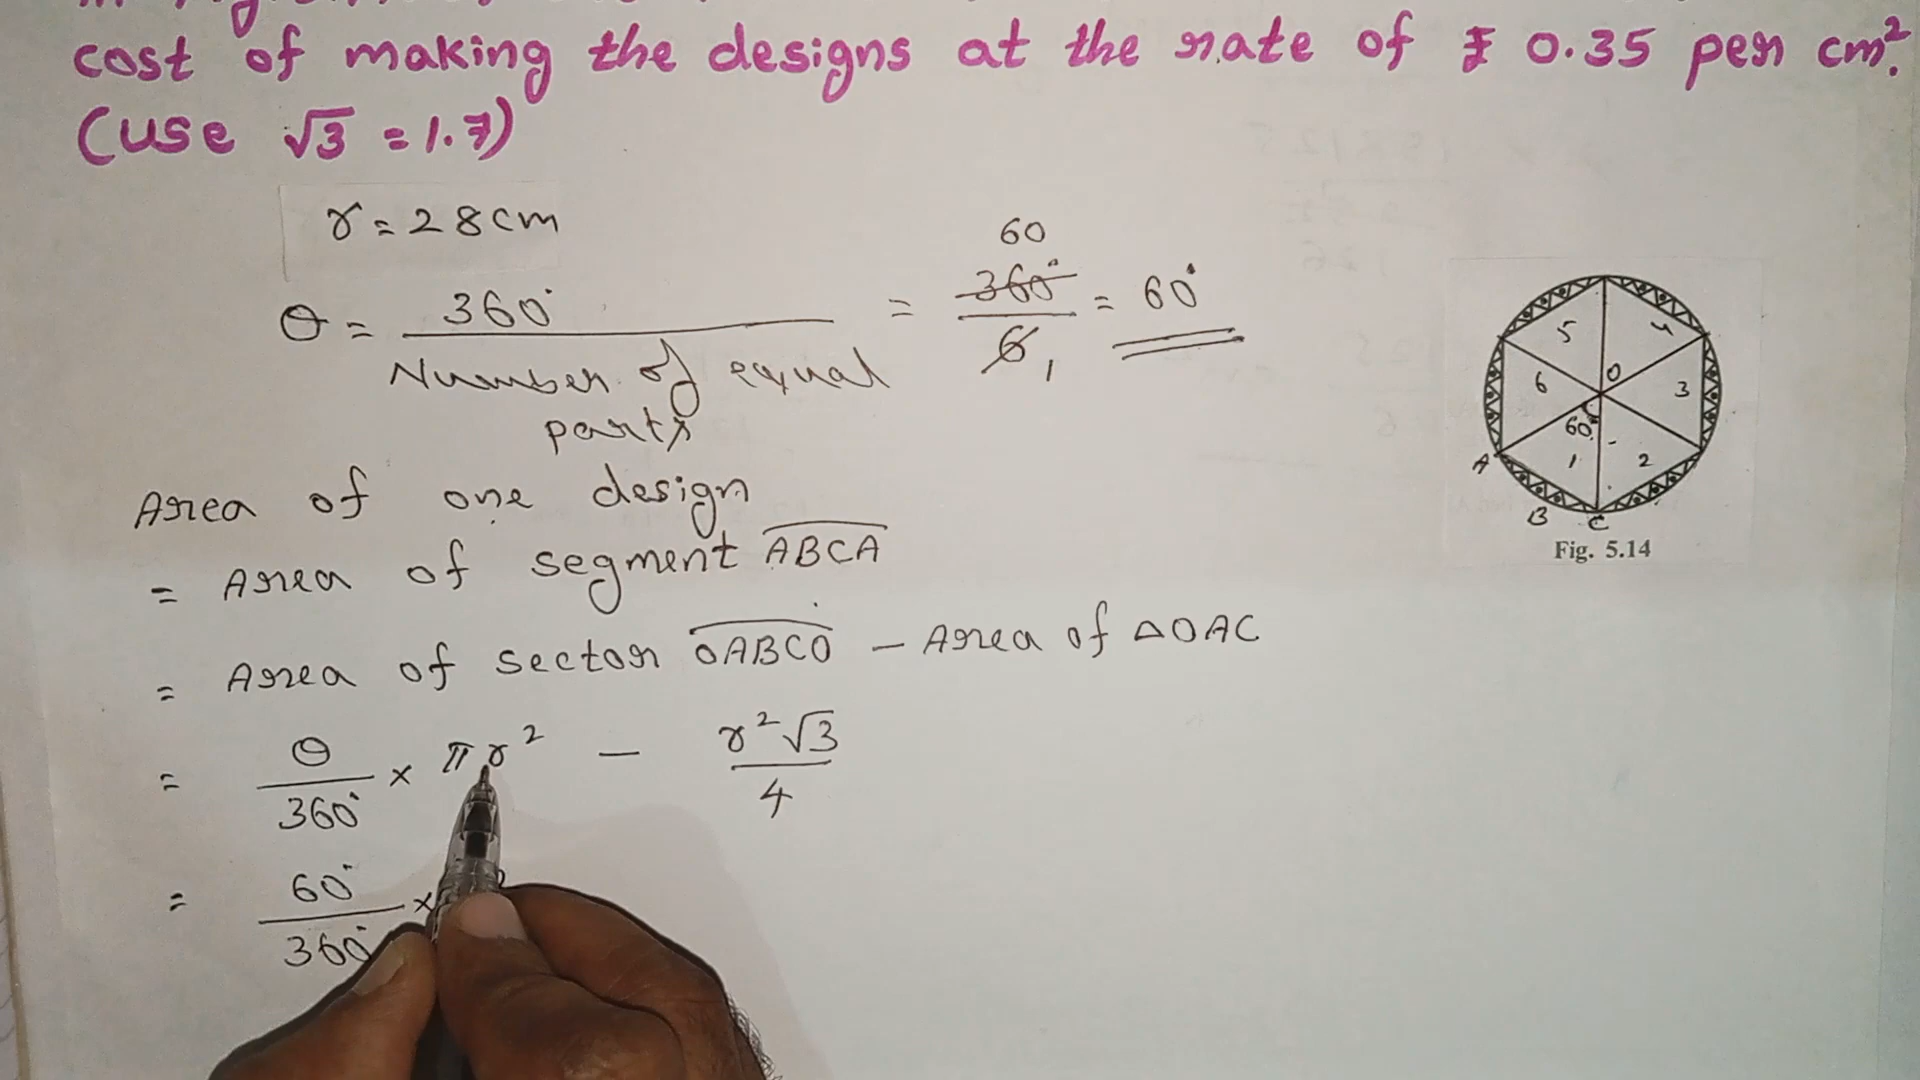 cost of making the designs at the rate of ₹ 0.35 per cm².
(use √3 = 1.7)
r = 28 cm
θ = 360° / Number of equal parts = 360° / 6 = 60°
60
1
Area of one design
= Area of segment ABCA
= Area of sector OABCO - Area of △OAC
= θ/360° × πr² - r²√3/4
= 60°/360° ×
5 4
6 O 3
60°
A 1 2
B C
Fig. 5.14